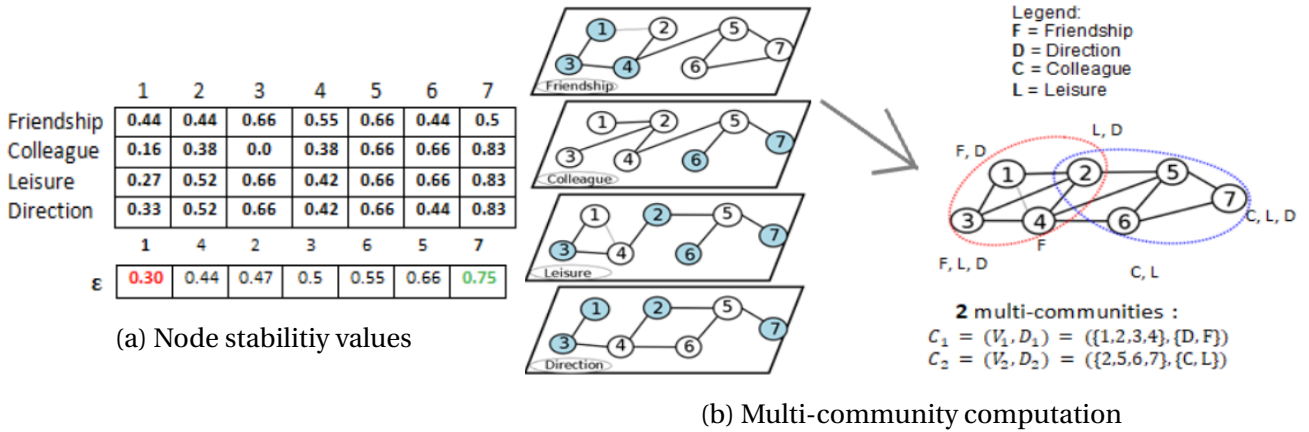 1 2 3 4 5 6 7
Friendship 0.44 0.44 0.66 0.55 0.66 0.44 0.5
Colleague 0.16 0.38 0.0 0.38 0.66 0.66 0.83
Leisure 0.27 0.52 0.66 0.42 0.66 0.66 0.83
Direction 0.33 0.52 0.66 0.42 0.66 0.44 0.83
1 4 2 3 6 5 7
ε 0.30 0.44 0.47 0.5 0.55 0.66 0.75
(a) Node stabilitiy values
1 2 5 7
3 4 6
Friendship
1 2 5 7
3 4 6
Colleague
1 2 5 7
3 4 6
Leisure
1 2 5 7
3 4 6
Direction
Legend:
F = Friendship
D = Direction
C = Colleague
L = Leisure
L, D
F, D
1 2 5 7
C, L, D
3 4 6
F
F, L, D
C, L
2 multi-communities :
C₁ = (V₁, D₁) = ({1,2,3,4},{D, F})
C₂ = (V₂, D₂) = ({2,5,6,7},{C, L})
(b) Multi-community computation